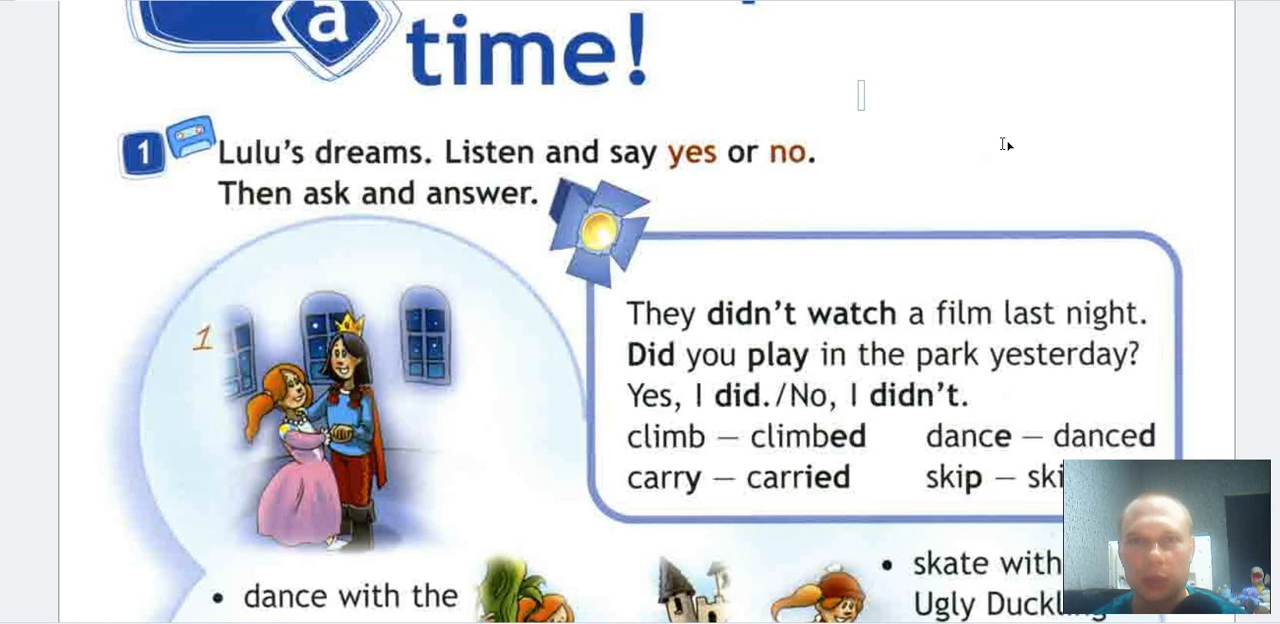 a
time!
1 Lulu's dreams. Listen and say yes or no.
Then ask and answer.
1
They didn't watch a film last night.
Did you play in the park yesterday?
Yes, I did./No, I didn't.
climb – climbed dance – danced
carry – carried skip –
• dance with the
• skate with
Ugly Duckling